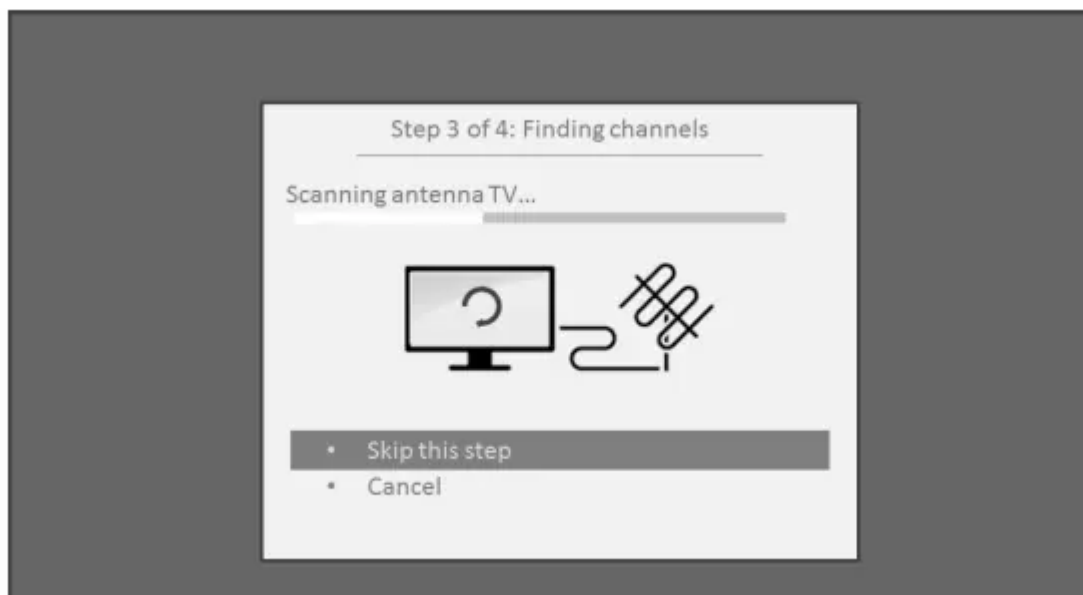 Step 3 of 4: Finding channels
Scanning antenna TV...
• Skip this step
• Cancel